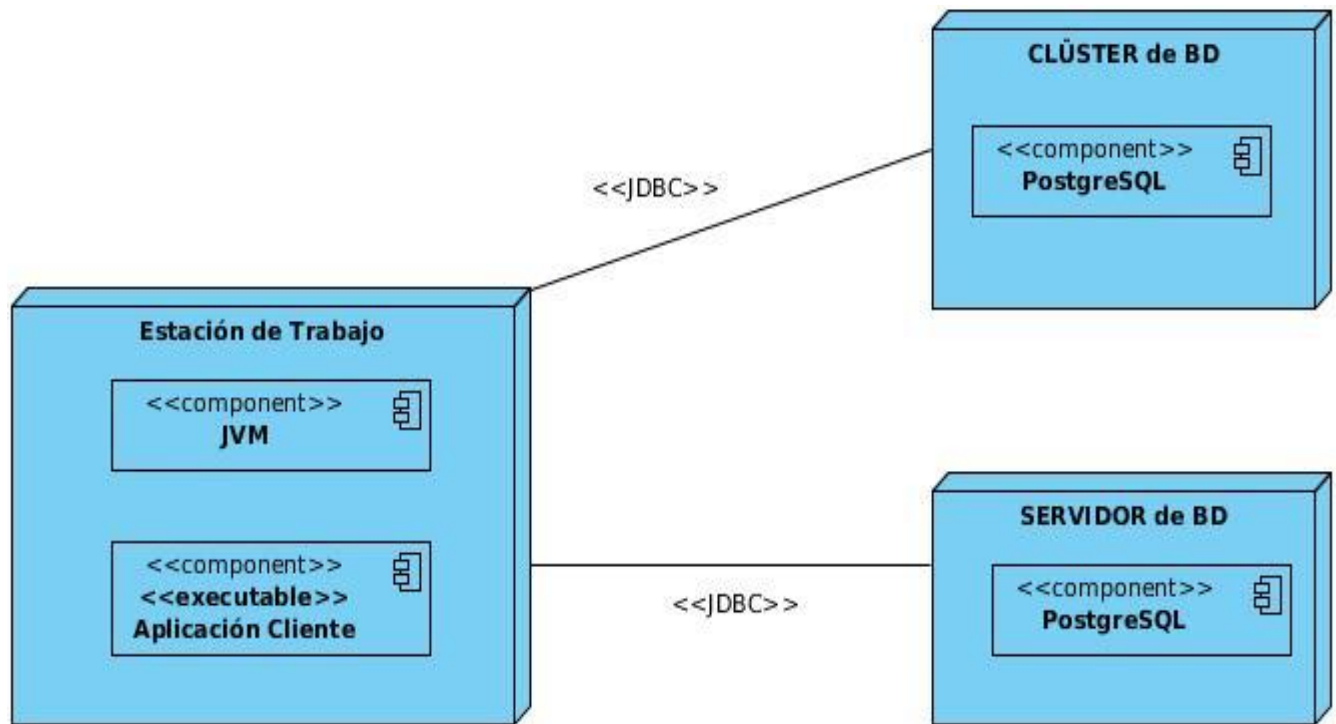 CLÜSTER de BD
<<component>>
PostgreSQL
<<JDBC>>
Estación de Trabajo
<<component>>
JVM
<<component>>
<<executable>>
Aplicación Cliente
<<JDBC>>
SERVIDOR de BD
<<component>>
PostgreSQL